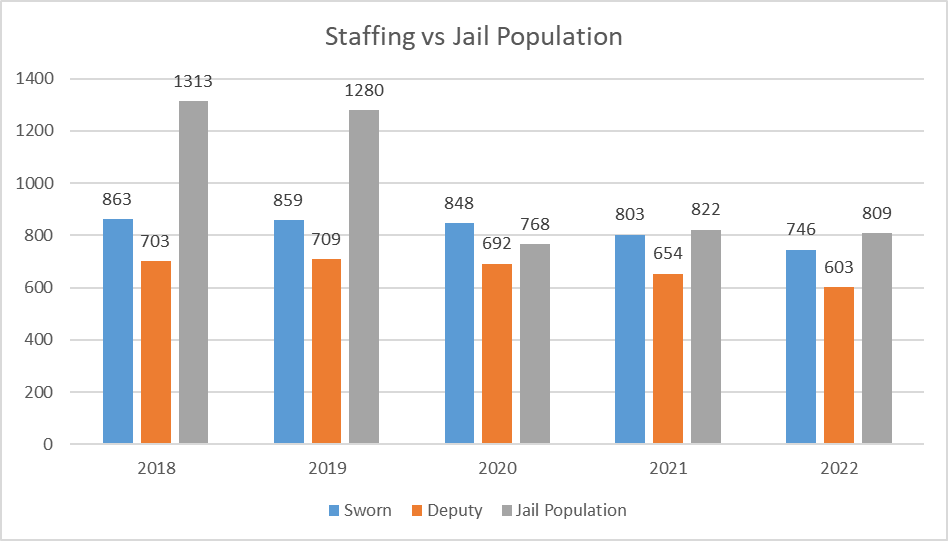 Staffing vs Jail Population
1400
1200
1000
800
600
400
200
0
863 703 1313
859 709 1280
848 692 768
803 654 822
746 603 809
2018 2019 2020 2021 2022
Sworn Deputy Jail Population